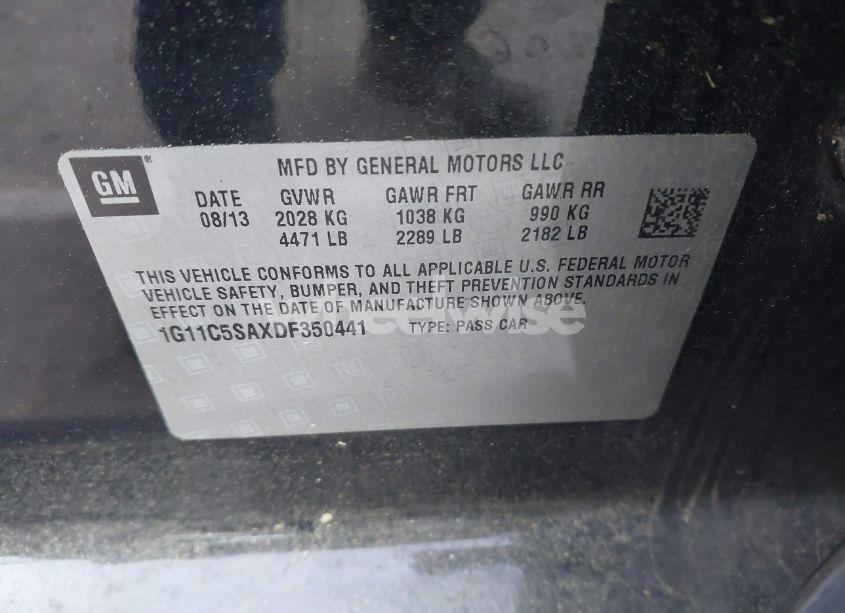 GM ®
MFD BY GENERAL MOTORS LLC
DATE GVWR GAWR FRT GAWR RR
08/13 2028 KG 1038 KG 990 KG
4471 LB 2289 LB 2182 LB
THIS VEHICLE CONFORMS TO ALL APPLICABLE U.S. FEDERAL MOTOR
VEHICLE SAFETY, BUMPER, AND THEFT PREVENTION STANDARDS IN
EFFECT ON THE DATE OF MANUFACTURE SHOWN ABOVE.
1G11C5SAXDF350441 TYPE: PASS CAR